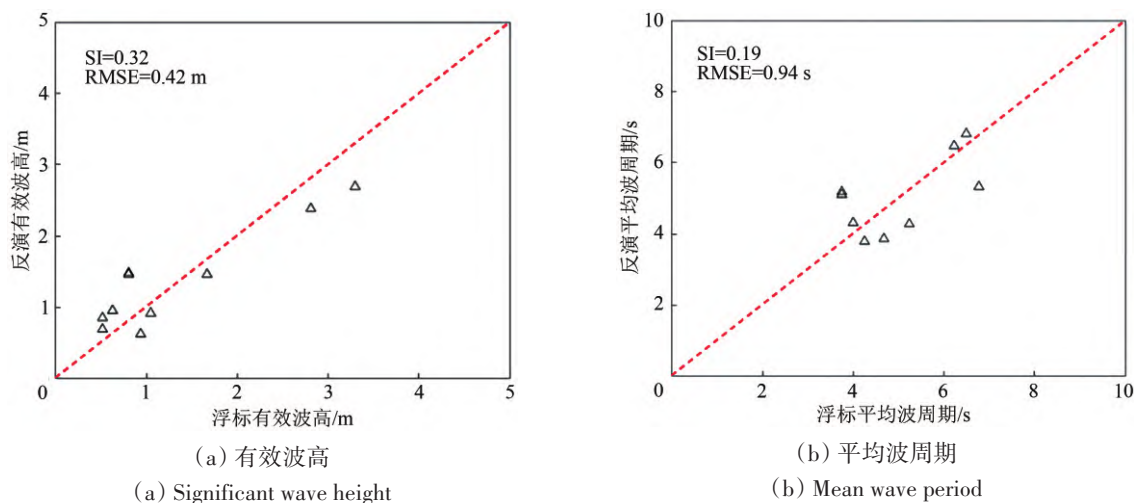 SI=0.32
RMSE=0.42 m
5
4
3
2
1
0
1
2
3
4
5
反演有效波高/m
浮标有效波高/m
(a) 有效波高
(a) Significant wave height
SI=0.19
RMSE=0.94 s
10
8
6
4
2
0
2
4
6
8
10
反演平均波周期/s
浮标平均波周期/s
(b) 平均波周期
(b) Mean wave period